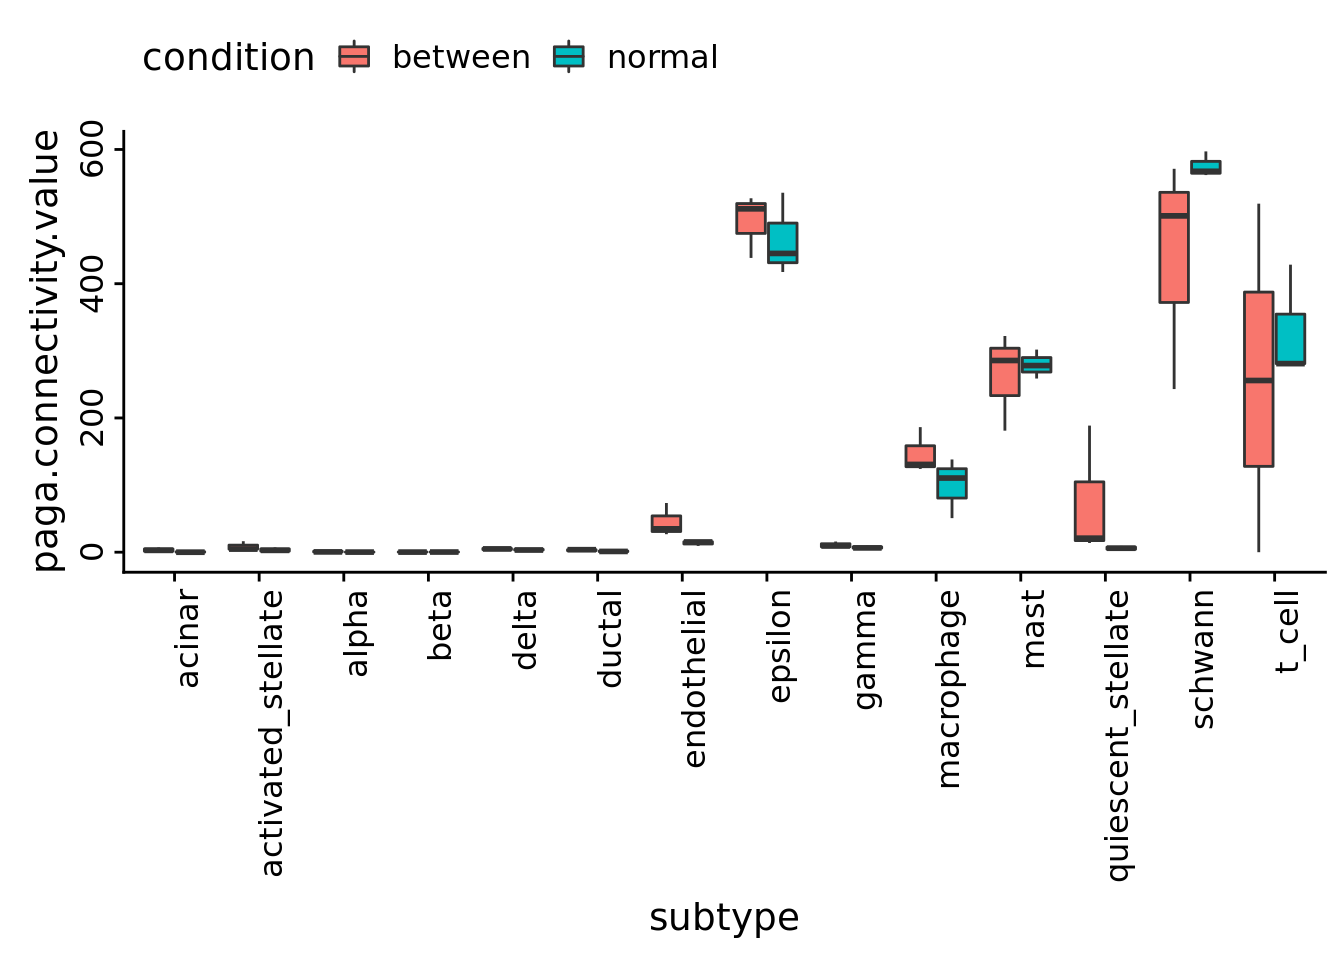 condition between normal
paga.connectivity.value
600
400
200
0
acinar
activated_stellate
alpha
beta
delta
ductal
endothelial
epsilon
gamma
macrophage
mast
quiescent_stellate
schwann
t_cell
subtype